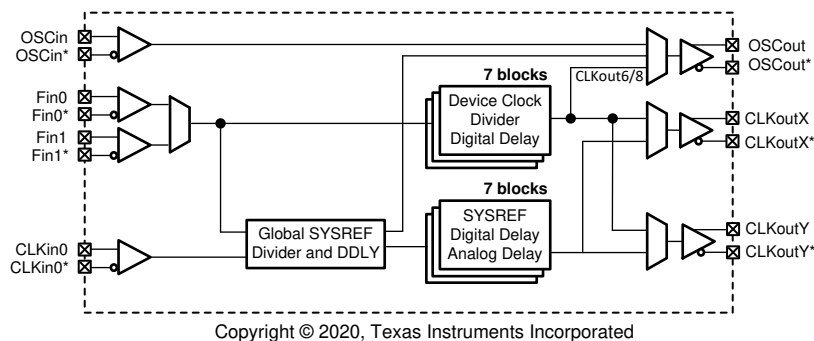 OSCin
OSCin*
Fin0
Fin0*
Fin1
Fin1*
CLKin0
CLKin0*
Global SYSREF
Divider and DDLY
7 blocks
Device Clock
Divider
Digital Delay
7 blocks
SYSREF
Digital Delay
Analog Delay
CLKout6/8
OSCout
OSCout*
CLKoutX
CLKoutX*
CLKoutY
CLKoutY*
Copyright © 2020, Texas Instruments Incorporated